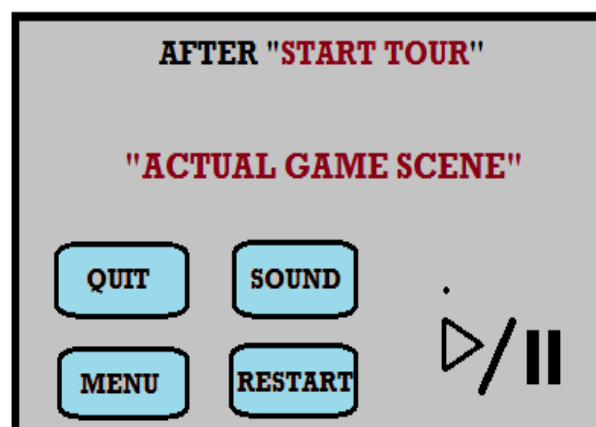 AFTER "START TOUR"
"ACTUAL GAME SCENE"
QUIT SOUND
MENU RESTART